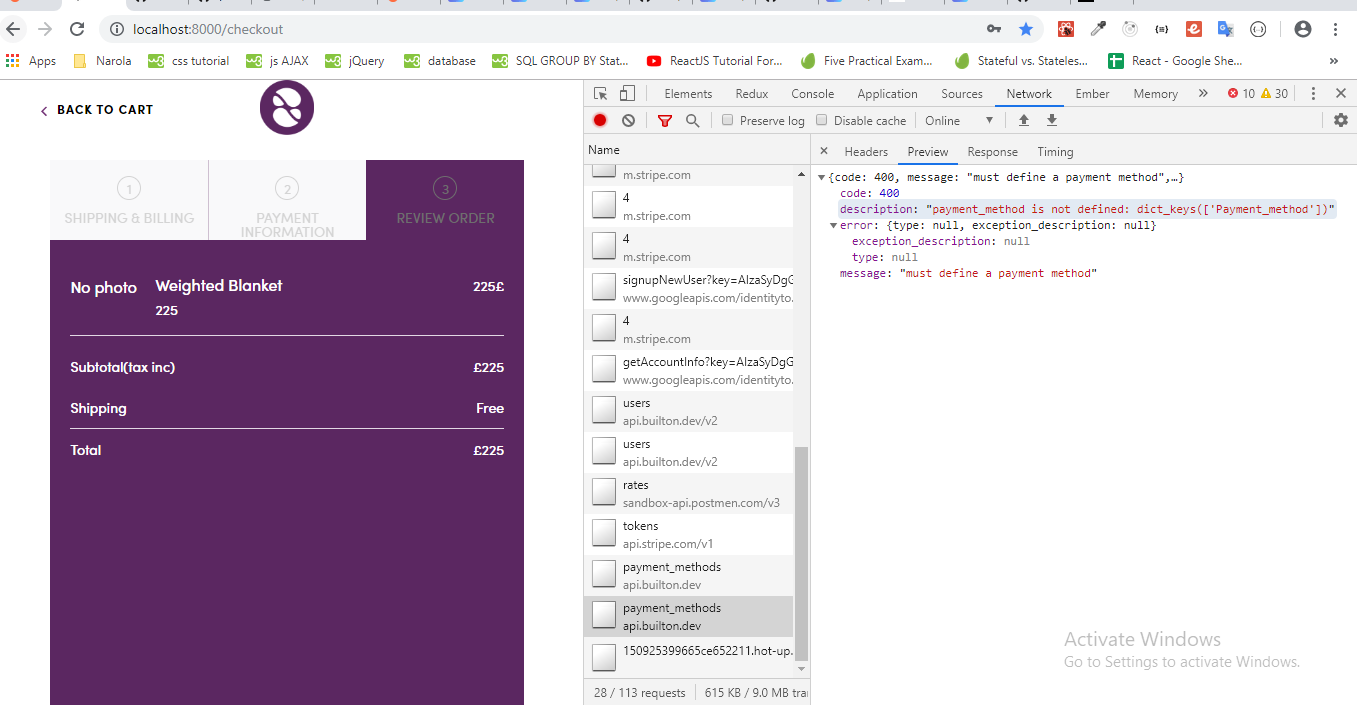 localhost:8000/checkout
Apps
Narola
css tutorial
js AJAX
jQuery
database
SQL GROUP BY Stat...
ReactJS Tutorial For...
Five Practical Exam...
Stateful vs. Stateles...
React - Google She...
»
BACK TO CART
1
SHIPPING & BILLING
2
PAYMENT
INFORMATION
3
REVIEW ORDER
No photo
Weighted Blanket
225£
225
Subtotal(tax inc)
£225
Shipping
Free
Total
£225
Elements
Redux
Console
Application
Sources
Network
Ember
Memory
»
10
30
Preserve log
Disable cache
Online
Name
m.stripe.com
4
m.stripe.com
4
m.stripe.com
signupNewUser?key=AIzaSyDgG
www.googleapis.com/identityto.
4
m.stripe.com
getAccountInfo?key=AIzaSyDgG
www.googleapis.com/identityto.
users
api.builton.dev/v2
users
api.builton.dev/v2
rates
sandbox-api.postmen.com/v3
tokens
api.stripe.com/v1
payment_methods
api.builton.dev
payment_methods
api.builton.dev
150925399665ce652211.hot-up.
28 / 113 requests
615 KB / 9.0 MB tra
Headers
Preview
Response
Timing
{code: 400, message: "must define a payment method",…}
code: 400
description: "payment_method is not defined: dict_keys(['Payment_method'])"
error: {type: null, exception_description: null}
exception_description: null
type: null
message: "must define a payment method"
Activate Windows
Go to Settings to activate Windows.